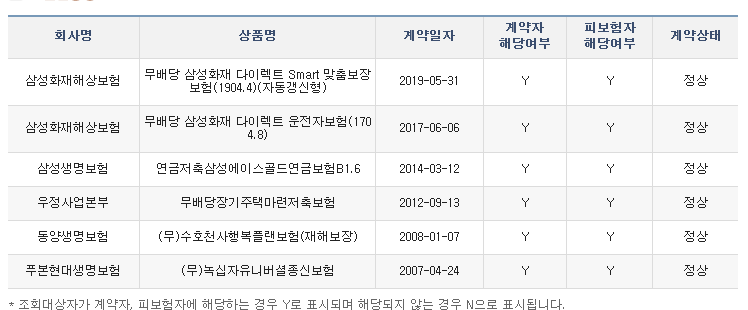 회사명 상품명 계약일자 계약자 해당여부 피보험자 해당여부 계약상태
삼성화재해상보험 무배당 삼성화재 다이렉트 Smart 맞춤보장보험(1904.4)(자동갱신형) 2019-05-31 Y Y 정상
삼성화재해상보험 무배당 삼성화재 다이렉트 운전자보험(1704.8) 2017-06-06 Y Y 정상
삼성생명보험 연금저축삼성에이스골드연금보험B1.6 2014-03-12 Y Y 정상
우정사업본부 무배당장기주택마련저축보험 2012-09-13 Y Y 정상
동양생명보험 (무)수호천사행복플랜보험(재해보장) 2008-01-07 Y Y 정상
푸본현대생명보험 (무)녹십자유니버셜종신보험 2007-04-24 Y Y 정상
* 조회대상자가 계약자, 피보험자에 해당하는 경우 Y로 표시되며 해당되지 않는 경우 N으로 표시됩니다.